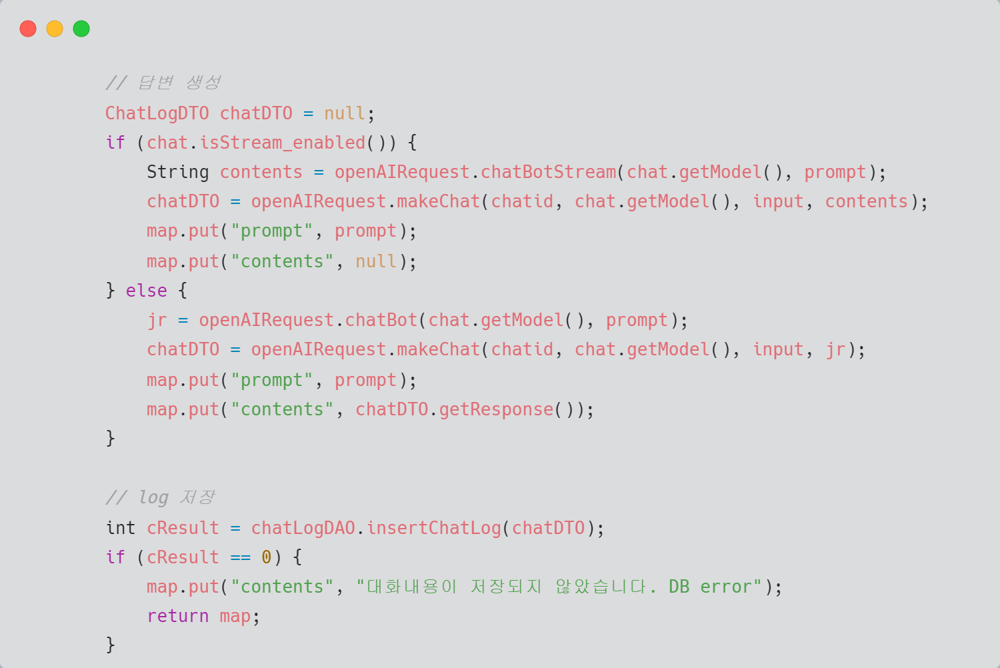 // 답변 생성
ChatLogDTO chatDTO = null;
if (chat.isStream_enabled()) {
String contents = openAIRequest.chatBotStream(chat.getModel(), prompt);
chatDTO = openAIRequest.makeChat(chatid, chat.getModel(), input, contents);
map.put("prompt", prompt);
map.put("contents", null);
} else {
jr = openAIRequest.chatBot(chat.getModel(), prompt);
chatDTO = openAIRequest.makeChat(chatid, chat.getModel(), input, jr);
map.put("prompt", prompt);
map.put("contents", chatDTO.getResponse());
}
// log 저장
int cResult = chatLogDAO.insertChatLog(chatDTO);
if (cResult == 0) {
map.put("contents", "대화내용이 저장되지 않았습니다. DB error");
return map;
}